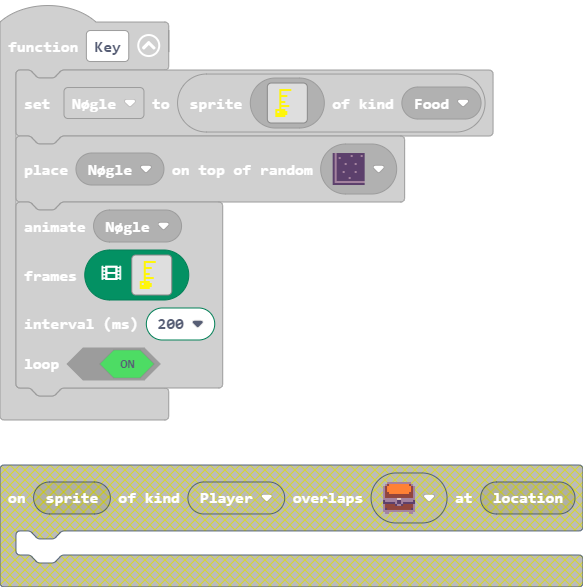 function Key
set Nøgle to sprite of kind Food
place Nøgle on top of random
animate Nøgle
frames
interval (ms) 200
loop ON
on sprite of kind Player overlaps at location